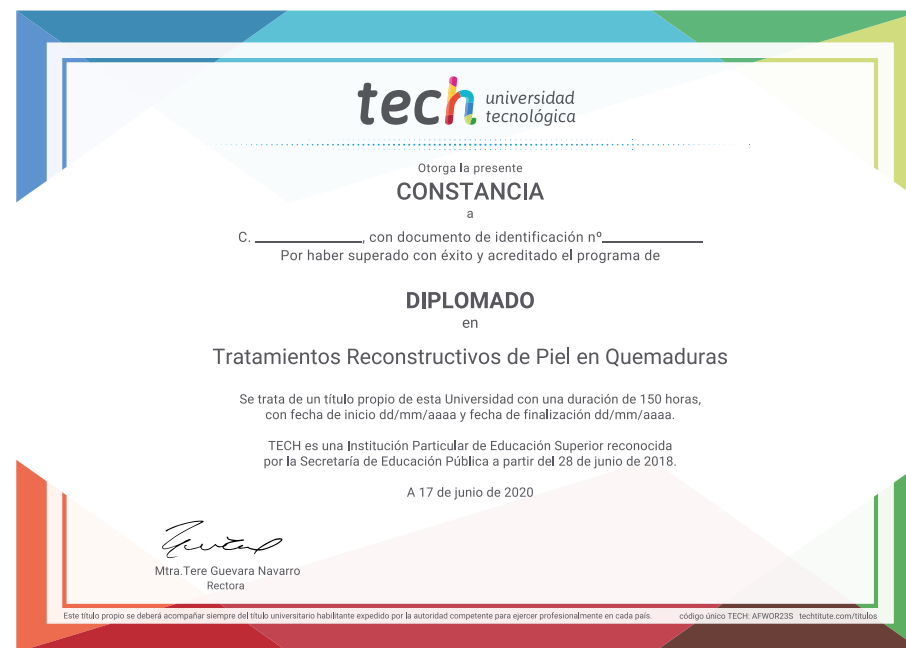 tech universidad
tecnológica
Otorga la presente
CONSTANCIA
a
C. ______________, con documento de identificación nº_____________
Por haber superado con éxito y acreditado el programa de
DIPLOMADO
en
Tratamientos Reconstructivos de Piel en Quemaduras
Se trata de un título propio de esta Universidad con una duración de 150 horas,
con fecha de inicio dd/mm/aaaa y fecha de finalización dd/mm/aaaa.
TECH es una Institución Particular de Educación Superior reconocida
por la Secretaría de Educación Pública a partir del 28 de junio de 2018.
A 17 de junio de 2020
Mtra.Tere Guevara Navarro
Rectora
Este título propio se deberá acompañar siempre del título universitario habilitante expedido por la autoridad competente para ejercer profesionalmente en cada país. código único TECH: AFWOR23S techtitute.com/titulos